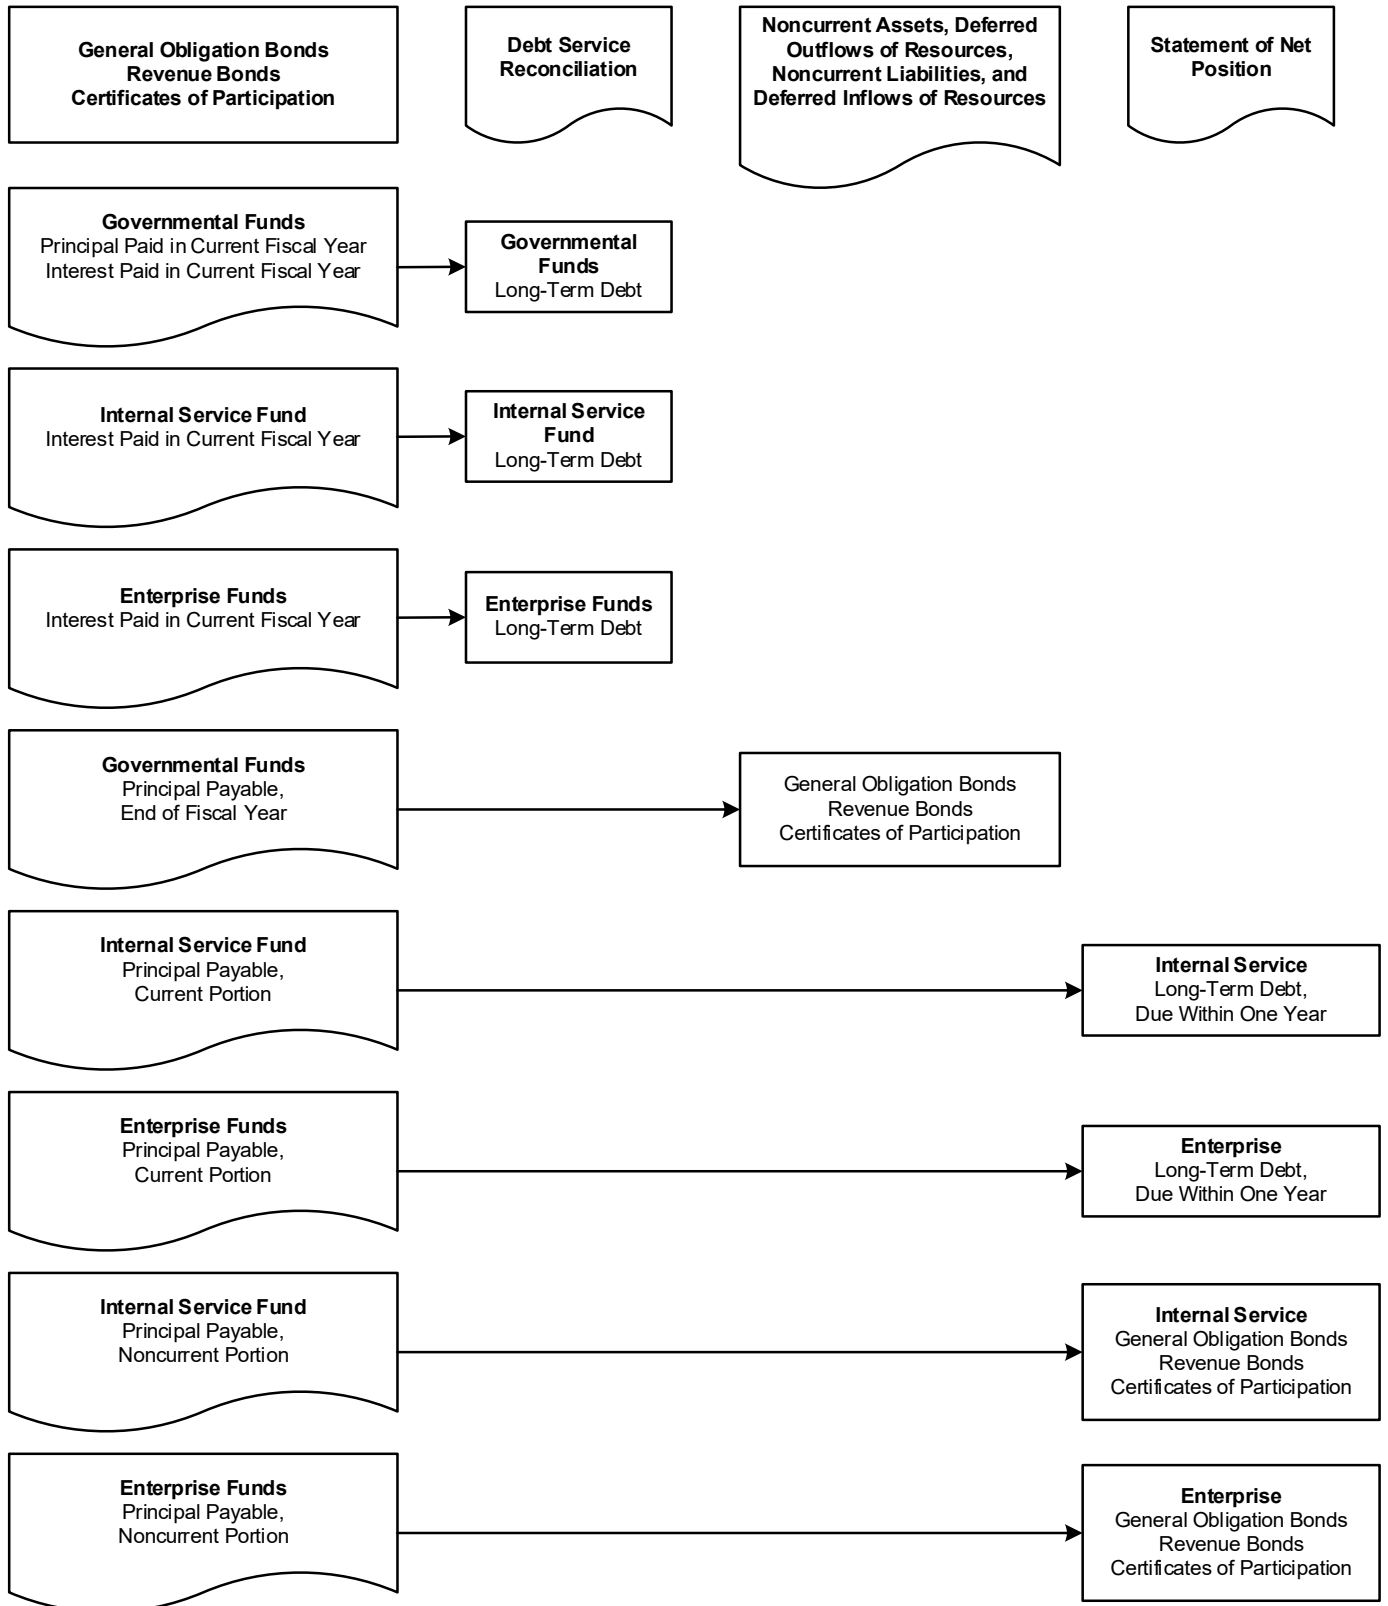 General Obligation Bonds
Revenue Bonds
Certificates of Participation
Debt Service
Reconciliation
Noncurrent Assets, Deferred
Outflows of Resources,
Noncurrent Liabilities, and
Deferred Inflows of Resources
Statement of Net
Position
Governmental Funds
Principal Paid in Current Fiscal Year
Interest Paid in Current Fiscal Year
Governmental
Funds
Long-Term Debt
Internal Service Fund
Interest Paid in Current Fiscal Year
Internal Service
Fund
Long-Term Debt
Enterprise Funds
Interest Paid in Current Fiscal Year
Enterprise Funds
Long-Term Debt
Governmental Funds
Principal Payable,
End of Fiscal Year
General Obligation Bonds
Revenue Bonds
Certificates of Participation
Internal Service Fund
Principal Payable,
Current Portion
Internal Service
Long-Term Debt,
Due Within One Year
Enterprise Funds
Principal Payable,
Current Portion
Enterprise
Long-Term Debt,
Due Within One Year
Internal Service Fund
Principal Payable,
Noncurrent Portion
Internal Service
General Obligation Bonds
Revenue Bonds
Certificates of Participation
Enterprise Funds
Principal Payable,
Noncurrent Portion
Enterprise
General Obligation Bonds
Revenue Bonds
Certificates of Participation